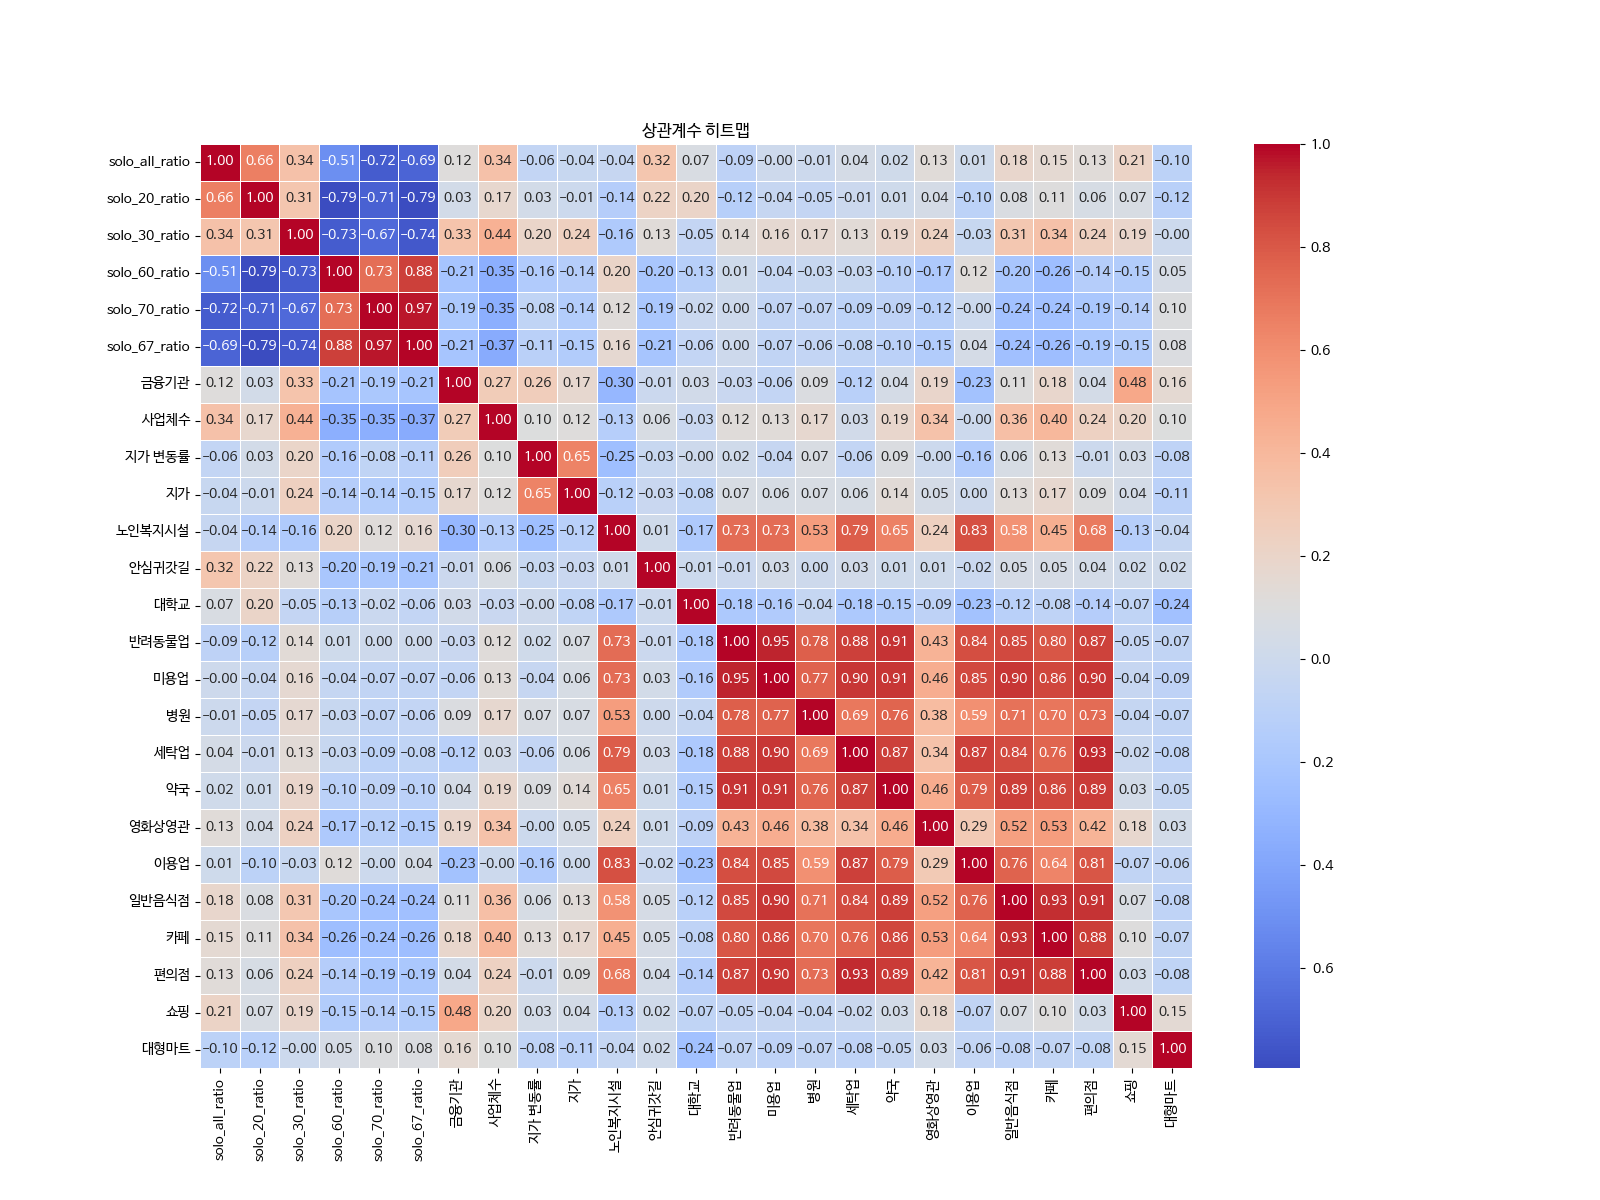 상관계수 히트맵
solo_all_ratio 1.00 0.66 0.34 −0.51 −0.72 −0.69 0.12 0.34 −0.06 −0.04 −0.04 0.32 0.07 −0.09 −0.00 −0.01 0.04 0.02 0.13 0.01 0.18 0.15 0.13 0.21 −0.10
solo_20_ratio 0.66 1.00 0.31 −0.79 −0.71 −0.79 0.03 0.17 0.03 −0.01 −0.14 0.22 0.20 −0.12 −0.04 −0.05 −0.01 0.01 0.04 −0.10 0.08 0.11 0.06 0.07 −0.12
solo_30_ratio 0.34 0.31 1.00 −0.73 −0.67 −0.74 0.33 0.44 0.20 0.24 −0.16 0.13 −0.05 0.14 0.16 0.17 0.13 0.19 0.24 −0.03 0.31 0.34 0.24 0.19 −0.00
solo_60_ratio −0.51 −0.79 −0.73 1.00 0.73 0.88 −0.21 −0.35 −0.16 −0.14 0.20 −0.20 −0.13 0.01 −0.04 −0.03 −0.03 −0.10 −0.17 0.12 −0.20 −0.26 −0.14 −0.15 0.05
solo_70_ratio −0.72 −0.71 −0.67 0.73 1.00 0.97 −0.19 −0.35 −0.08 −0.14 0.12 −0.19 −0.02 0.00 −0.07 −0.07 −0.09 −0.09 −0.12 −0.00 −0.24 −0.24 −0.19 −0.14 0.10
solo_67_ratio −0.69 −0.79 −0.74 0.88 0.97 1.00 −0.21 −0.37 −0.11 −0.15 0.16 −0.21 −0.06 0.00 −0.07 −0.06 −0.08 −0.10 −0.15 0.04 −0.24 −0.26 −0.19 −0.15 0.08
금융기관 0.12 0.03 0.33 −0.21 −0.19 −0.21 1.00 0.27 0.26 0.17 −0.30 −0.01 0.03 −0.03 −0.06 0.09 −0.12 0.04 0.19 −0.23 0.11 0.18 0.04 0.48 0.16
사업체수 0.34 0.17 0.44 −0.35 −0.35 −0.37 0.27 1.00 0.10 0.12 −0.13 0.06 −0.03 0.12 0.13 0.17 0.03 0.19 0.34 −0.00 0.36 0.40 0.24 0.20 0.10
지가 변동률 −0.06 0.03 0.20 −0.16 −0.08 −0.11 0.26 0.10 1.00 0.65 −0.25 −0.03 −0.00 0.02 −0.04 0.07 −0.06 0.09 −0.00 −0.16 0.06 0.13 −0.01 0.03 −0.08
지가 −0.04 −0.01 0.24 −0.14 −0.14 −0.15 0.17 0.12 0.65 1.00 −0.12 −0.03 −0.08 0.07 0.06 0.07 0.06 0.14 0.05 0.00 0.13 0.17 0.09 0.04 −0.11
노인복지시설 −0.04 −0.14 −0.16 0.20 0.12 0.16 −0.30 −0.13 −0.25 −0.12 1.00 0.01 −0.17 0.73 0.73 0.53 0.79 0.65 0.24 0.83 0.58 0.45 0.68 −0.13 −0.04
안심귀갓길 0.32 0.22 0.13 −0.20 −0.19 −0.21 −0.01 0.06 −0.03 −0.03 0.01 1.00 −0.01 −0.01 0.03 0.00 0.03 0.01 0.01 −0.02 0.05 0.05 0.04 0.02 0.02
대학교 0.07 0.20 −0.05 −0.13 −0.02 −0.06 0.03 −0.03 −0.00 −0.08 −0.17 −0.01 1.00 −0.18 −0.16 −0.04 −0.18 −0.15 −0.09 −0.23 −0.12 −0.08 −0.14 −0.07 −0.24
반려동물업 −0.09 −0.12 0.14 0.01 0.00 0.00 −0.03 0.12 0.02 0.07 0.73 −0.01 −0.18 1.00 0.95 0.78 0.88 0.91 0.43 0.84 0.85 0.80 0.87 −0.05 −0.07
미용업 −0.00 −0.04 0.16 −0.04 −0.07 −0.07 −0.06 0.13 −0.04 0.06 0.73 0.03 −0.16 0.95 1.00 0.77 0.90 0.91 0.46 0.85 0.90 0.86 0.90 −0.04 −0.09
병원 −0.01 −0.05 0.17 −0.03 −0.07 −0.06 0.09 0.17 0.07 0.07 0.53 0.00 −0.04 0.78 0.77 1.00 0.69 0.76 0.38 0.59 0.71 0.70 0.73 −0.04 −0.07
세탁업 0.04 −0.01 0.13 −0.03 −0.09 −0.08 −0.12 0.03 −0.06 0.06 0.79 0.03 −0.18 0.88 0.90 0.69 1.00 0.87 0.34 0.87 0.84 0.76 0.93 −0.02 −0.08
약국 0.02 0.01 0.19 −0.10 −0.09 −0.10 0.04 0.19 0.09 0.14 0.65 0.01 −0.15 0.91 0.91 0.76 0.87 1.00 0.46 0.79 0.89 0.86 0.89 0.03 −0.05
영화상영관 0.13 0.04 0.24 −0.17 −0.12 −0.15 0.19 0.34 −0.00 0.05 0.24 0.01 −0.09 0.43 0.46 0.38 0.34 0.46 1.00 0.29 0.52 0.53 0.42 0.18 0.03
이용업 0.01 −0.10 −0.03 0.12 −0.00 0.04 −0.23 −0.00 −0.16 0.00 0.83 −0.02 −0.23 0.84 0.85 0.59 0.87 0.79 0.29 1.00 0.76 0.64 0.81 −0.07 −0.06
일반음식점 0.18 0.08 0.31 −0.20 −0.24 −0.24 0.11 0.36 0.06 0.13 0.58 0.05 −0.12 0.85 0.90 0.71 0.84 0.89 0.52 0.76 1.00 0.93 0.91 0.07 −0.08
카페 0.15 0.11 0.34 −0.26 −0.24 −0.26 0.18 0.40 0.13 0.17 0.45 0.05 −0.08 0.80 0.86 0.70 0.76 0.86 0.53 0.64 0.93 1.00 0.88 0.10 −0.07
편의점 0.13 0.06 0.24 −0.14 −0.19 −0.19 0.04 0.24 −0.01 0.09 0.68 0.04 −0.14 0.87 0.90 0.73 0.93 0.89 0.42 0.81 0.91 0.88 1.00 0.03 −0.08
쇼핑 0.21 0.07 0.19 −0.15 −0.14 −0.15 0.48 0.20 0.03 0.04 −0.13 0.02 −0.07 −0.05 −0.04 −0.04 −0.02 0.03 0.18 −0.07 0.07 0.10 0.03 1.00 0.15
대형마트 −0.10 −0.12 −0.00 0.05 0.10 0.08 0.16 0.10 −0.08 −0.11 −0.04 0.02 −0.24 −0.07 −0.09 −0.07 −0.08 −0.05 0.03 −0.06 −0.08 −0.07 −0.08 0.15 1.00
solo_all_ratio solo_20_ratio solo_30_ratio solo_60_ratio solo_70_ratio solo_67_ratio 금융기관 사업체수 지가 변동률 지가 노인복지시설 안심귀갓길 대학교 반려동물업 미용업 병원 세탁업 약국 영화상영관 이용업 일반음식점 카페 편의점 쇼핑 대형마트
1.0
0.8
0.6
0.4
0.2
0.0
0.2
0.4
0.6